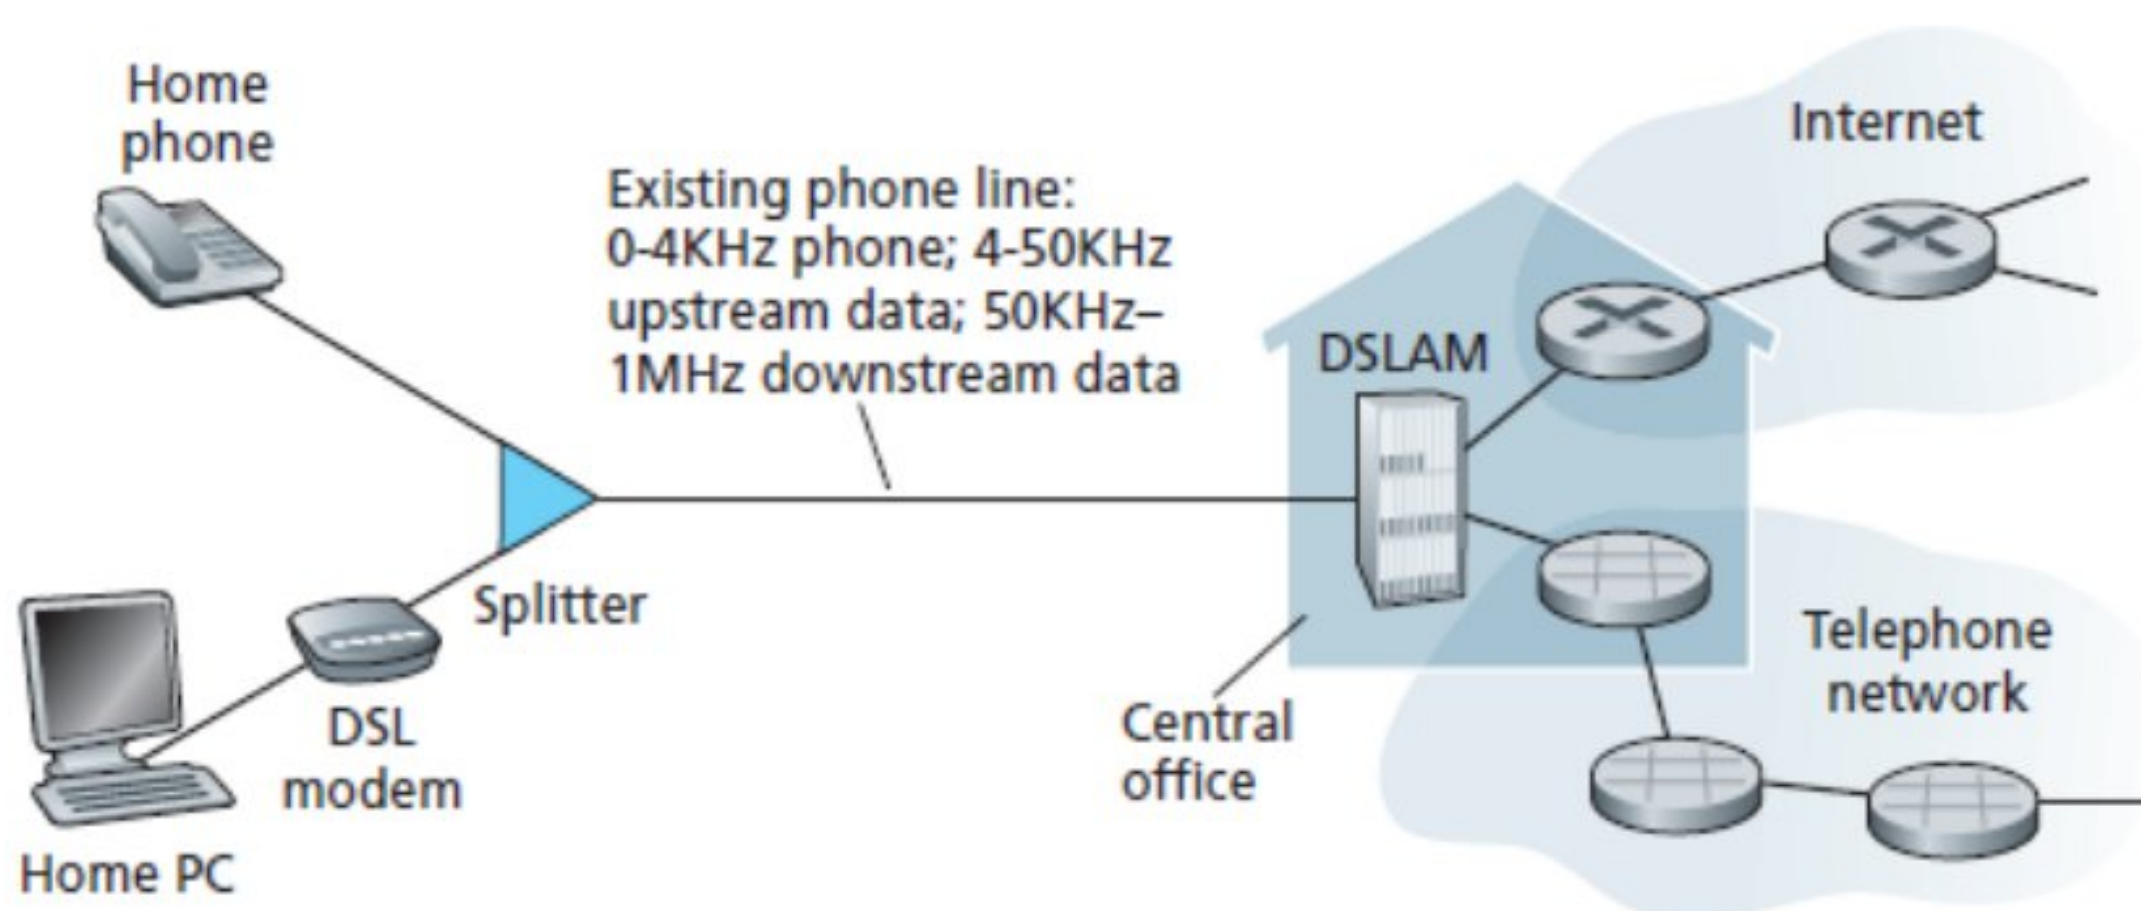 Home
phone
Existing phone line:
0-4KHz phone; 4-50KHz
upstream data; 50KHz–
1MHz downstream data
Internet
DSLAM
Splitter
DSL
modem
Home PC
Central
office
Telephone
network